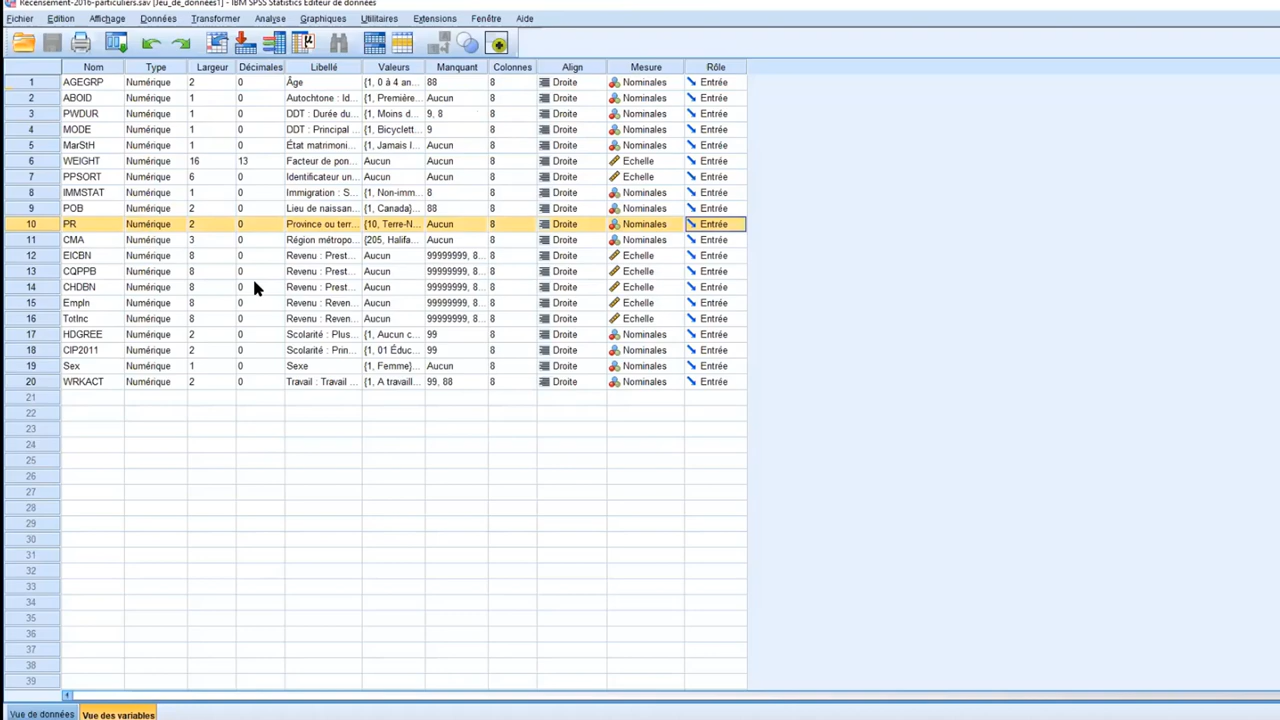 Recensement-2016-particuliers.sav [Jeu_de_données1] - IBM SPSS Statistics Editeur de données
Fichier Edition Affichage Données Transformer Analyse Graphiques Utilitaires Extensions Fenêtre Aide
Nom Type Largeur Décimales Libellé Valeurs Manquant Colonnes Align Mesure Rôle
1 AGEGRP Numérique 2 0 Âge {1, 0 à 4 an... 88 8 Droite Nominales Entrée
2 ABOID Numérique 1 0 Autochtone : Id... {1, Première... Aucun 8 Droite Nominales Entrée
3 PWDUR Numérique 1 0 DDT : Durée du... {1, Moins d... 9, 8 8 Droite Nominales Entrée
4 MODE Numérique 1 0 DDT : Principal ... {1, Bicyclett... 9 8 Droite Nominales Entrée
5 MarStH Numérique 1 0 État matrimoni... {1, Jamais l... Aucun 8 Droite Nominales Entrée
6 WEIGHT Numérique 16 13 Facteur de pon... Aucun Aucun 8 Droite Echelle Entrée
7 PPSORT Numérique 6 0 Identificateur un... Aucun Aucun 8 Droite Echelle Entrée
8 IMMSTAT Numérique 1 0 Immigration : S... {1, Non-imm... 8 8 Droite Nominales Entrée
9 POB Numérique 2 0 Lieu de naissan... {1, Canada}... 88 8 Droite Nominales Entrée
10 PR Numérique 2 0 Province ou terr... {10, Terre-N... Aucun 8 Droite Nominales Entrée
11 CMA Numérique 3 0 Région métropo... {205, Halifa... Aucun 8 Droite Nominales Entrée
12 EICBN Numérique 8 0 Revenu : Prest... Aucun 99999999, 8... 8 Droite Echelle Entrée
13 CQPPB Numérique 8 0 Revenu : Prest... Aucun 99999999, 8... 8 Droite Echelle Entrée
14 CHDBN Numérique 8 0 Revenu : Prest... Aucun 99999999, 8... 8 Droite Echelle Entrée
15 EmpIn Numérique 8 0 Revenu : Reven... Aucun 99999999, 8... 8 Droite Echelle Entrée
16 TotInc Numérique 8 0 Revenu : Reven... Aucun 99999999, 8... 8 Droite Echelle Entrée
17 HDGREE Numérique 2 0 Scolarité : Plus... {1, Aucun c... 99 8 Droite Nominales Entrée
18 CIP2011 Numérique 2 0 Scolarité : Prin... {1, 01 Éduc... 99 8 Droite Nominales Entrée
19 Sex Numérique 1 0 Sexe {1, Femme}... Aucun 8 Droite Nominales Entrée
20 WRKACT Numérique 2 0 Travail : Travail ... {1, A travaill... 99, 88 8 Droite Nominales Entrée
21
22
23
24
25
26
27
28
29
30
31
32
33
34
35
36
37
38
39
Vue de données Vue des variables